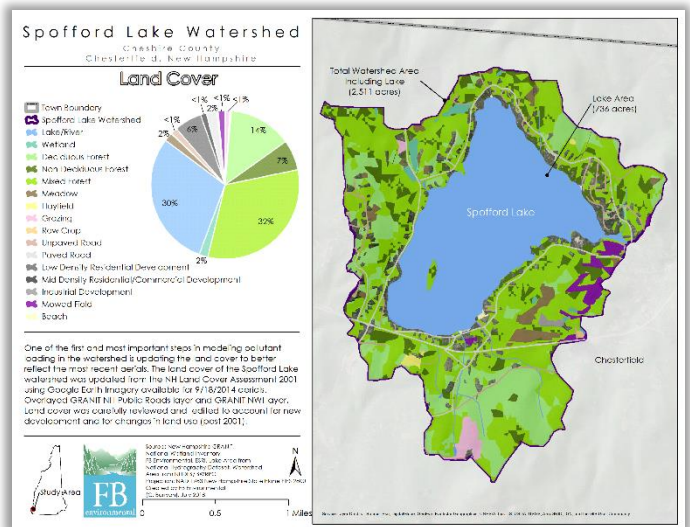 Spofford Lake Watershed
Cheshire County
Chesterfield, New Hampshire
Land Cover
Town Boundary
Spofford Lake Watershed
Lake/River
Wetland
Deciduous Forest
Non Deciduous Forest
Mixed Forest
Meadow
Hayfield
Grazing
Row Crop
Unpaved Road
Paved Road
Low Density Residential Development
Mid Density Residential/Commercial Development
Industrial Development
Mowed Field
Beach
<1%
<1%
2%
<1%
<1%
6%
2%
14%
7%
30%
32%
2%
One of the first and most important steps in modeling pollutant
loading in the watershed is updating the land cover to better
reflect the most recent aerials. The land cover of the Spofford Lake
watershed was updated from the NH Land Cover Assessment 2001
using Google Earth Imagery available for 9/18/2014 aerials.
Overlayed GRANIT NH Public Roads layer and GRANIT NWI layer.
Land cover was carefully reviewed and edited to account for new
development and for changes in land use (post 2001).
Study Area
FB
environmental
Source: New Hampshire GRANIT,
National Wetland Inventory
FB Environmental, ESRI, Lake Area from
National Hydrography Dataset, Watershed
Created by FB Environmental
N
0 0.5 1 Miles
Total Watershed Area
Including Lake
(2,511 acres)
Lake Area
(736 acres)
Spofford Lake
Chesterfield